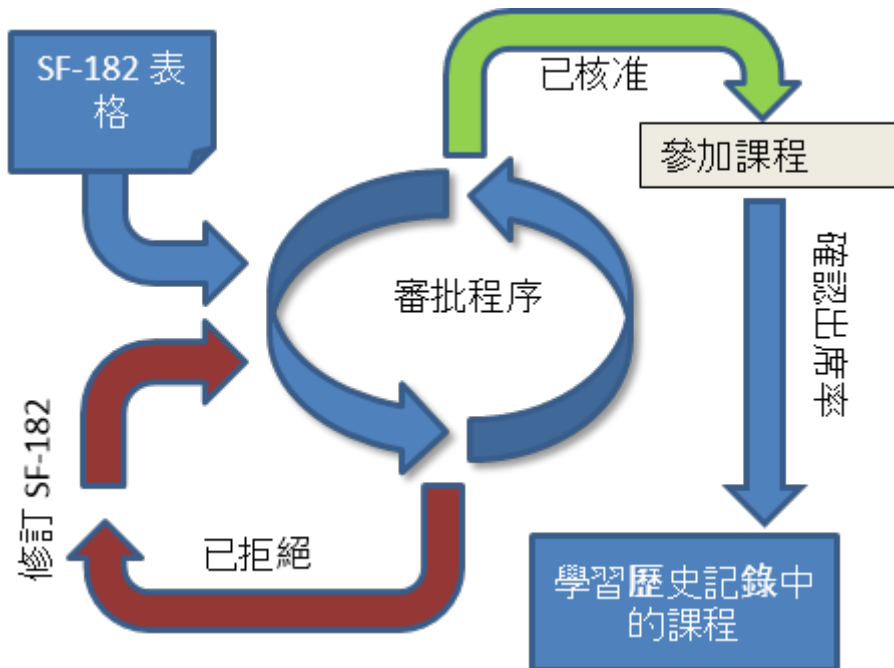 SF-182 表
格
已核准
參加課程
審批程序
確認出席率
修訂 SF-182
已拒絕
學習歷史記錄中
的課程